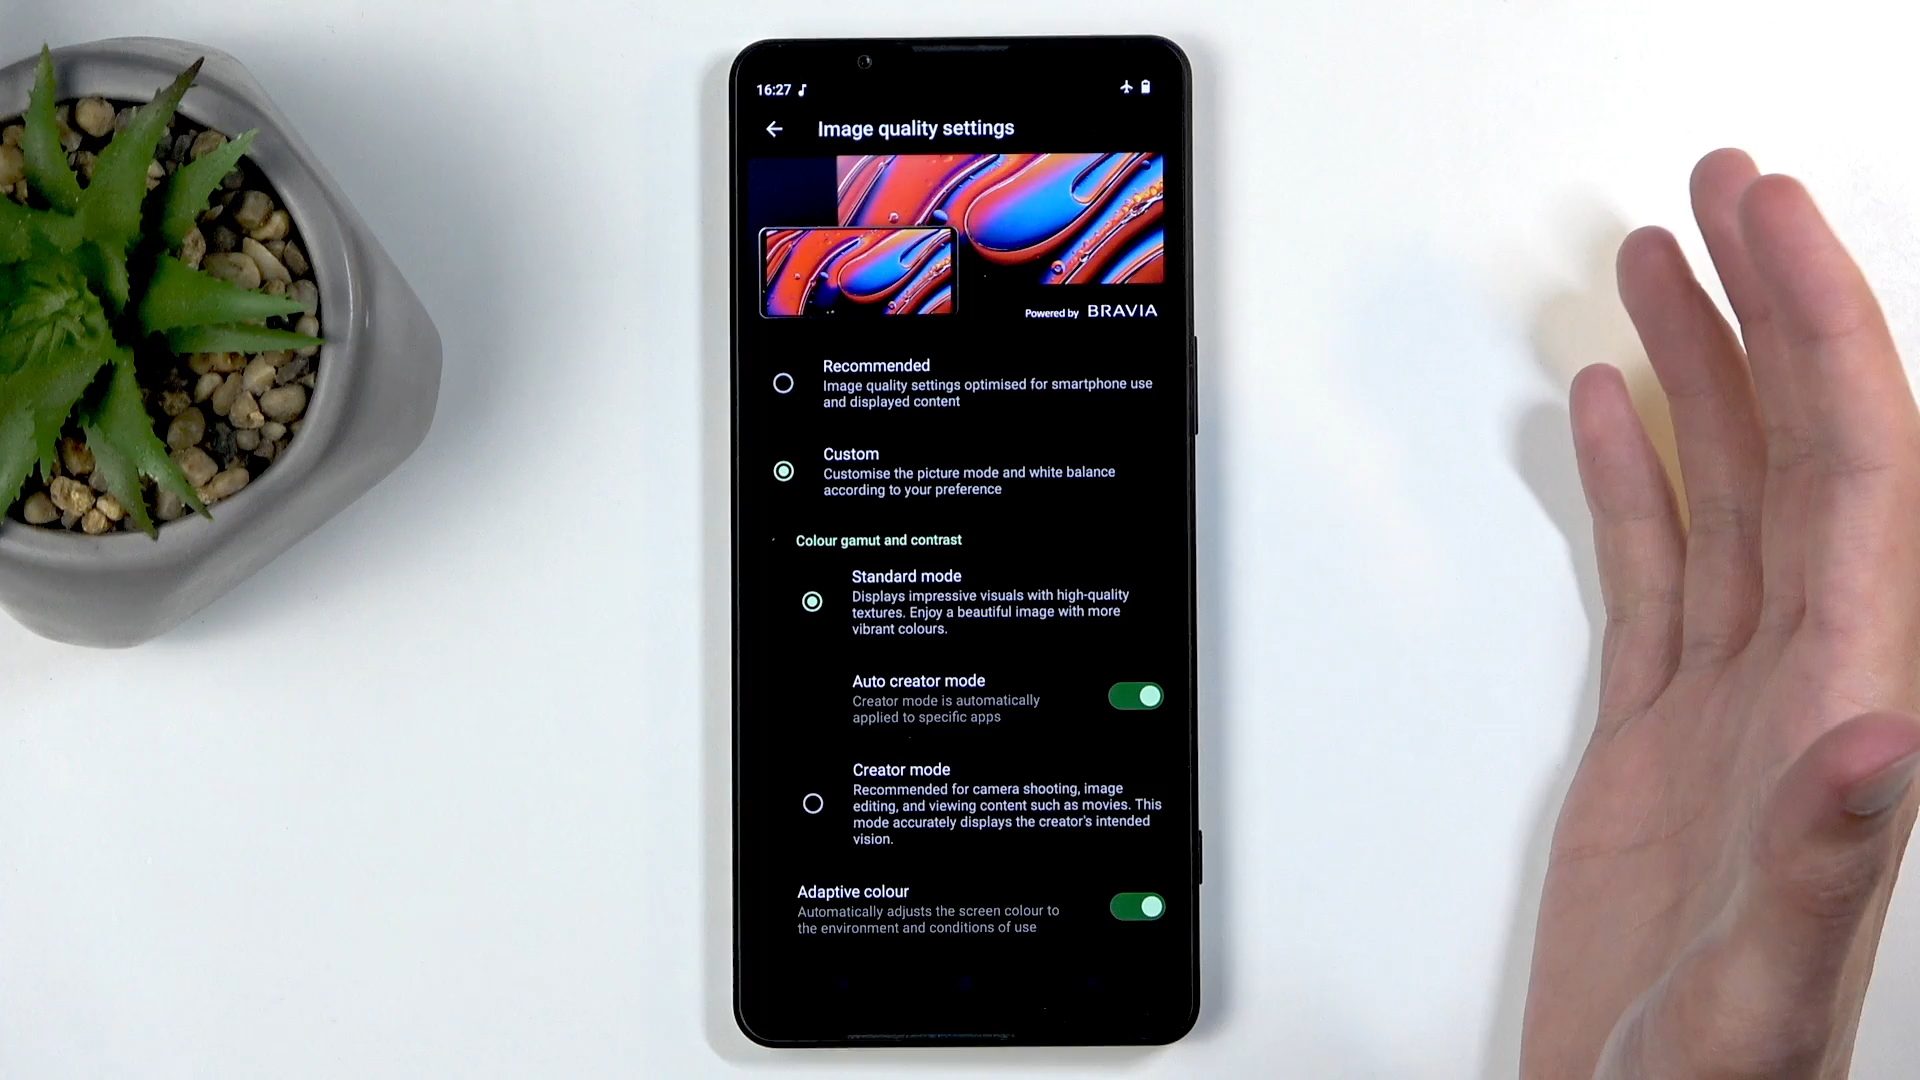 16:27
Image quality settings
Powered by BRAVIA
Recommended
Image quality settings optimised for smartphone use
and displayed content
Custom
Customise the picture mode and white balance
according to your preference
Colour gamut and contrast
Standard mode
Displays impressive visuals with high-quality
textures. Enjoy a beautiful image with more
vibrant colours.
Auto creator mode
Creator mode is automatically
applied to specific apps
Creator mode
Recommended for camera shooting, image
editing, and viewing content such as movies. This
mode accurately displays the creator's intended
vision.
Adaptive colour
Automatically adjusts the screen colour to
the environment and conditions of use